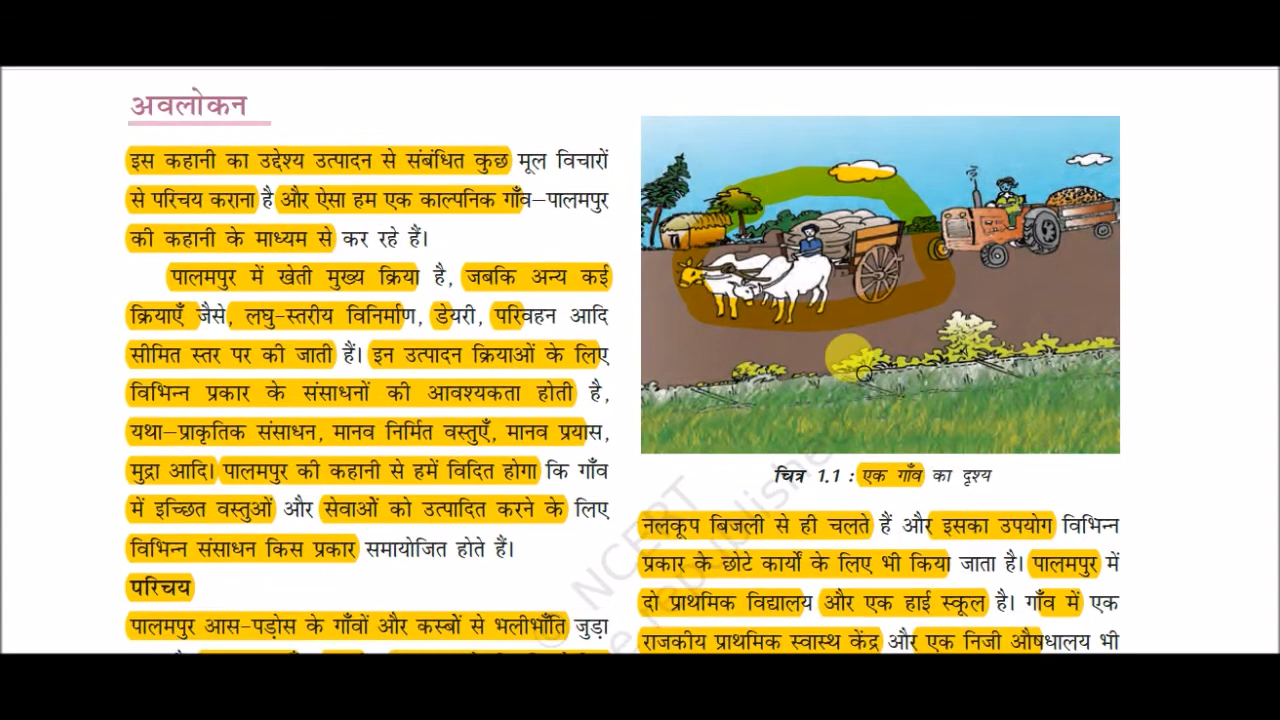 अवलोकन
इस कहानी का उद्देश्य उत्पादन से संबंधित कुछ मूल विचारों
से परिचय कराना है और ऐसा हम एक काल्पनिक गाँव–पालमपुर
की कहानी के माध्यम से कर रहे हैं।
पालमपुर में खेती मुख्य क्रिया है, जबकि अन्य कई
क्रियाएँ जैसे, लघु-स्तरीय विनिर्माण, डेयरी, परिवहन आदि
सीमित स्तर पर की जाती हैं। इन उत्पादन क्रियाओं के लिए
विभिन्न प्रकार के संसाधनों की आवश्यकता होती है,
यथा–प्राकृतिक संसाधन, मानव निर्मित वस्तुएँ, मानव प्रयास,
मुद्रा आदि। पालमपुर की कहानी से हमें विदित होगा कि गाँव
में इच्छित वस्तुओं और सेवाओं को उत्पादित करने के लिए
विभिन्न संसाधन किस प्रकार समायोजित होते हैं।
परिचय
पालमपुर आस-पड़ोस के गाँवों और कस्बों से भलीभाँति जुड़ा
चित्र 1.1 : एक गाँव का दृश्य
नलकूप बिजली से ही चलते हैं और इसका उपयोग विभिन्न
प्रकार के छोटे कार्यों के लिए भी किया जाता है। पालमपुर में
दो प्राथमिक विद्यालय और एक हाई स्कूल है। गाँव में एक
राजकीय प्राथमिक स्वास्थ केंद्र और एक निजी औषधालय भी
© NCERT
be republished